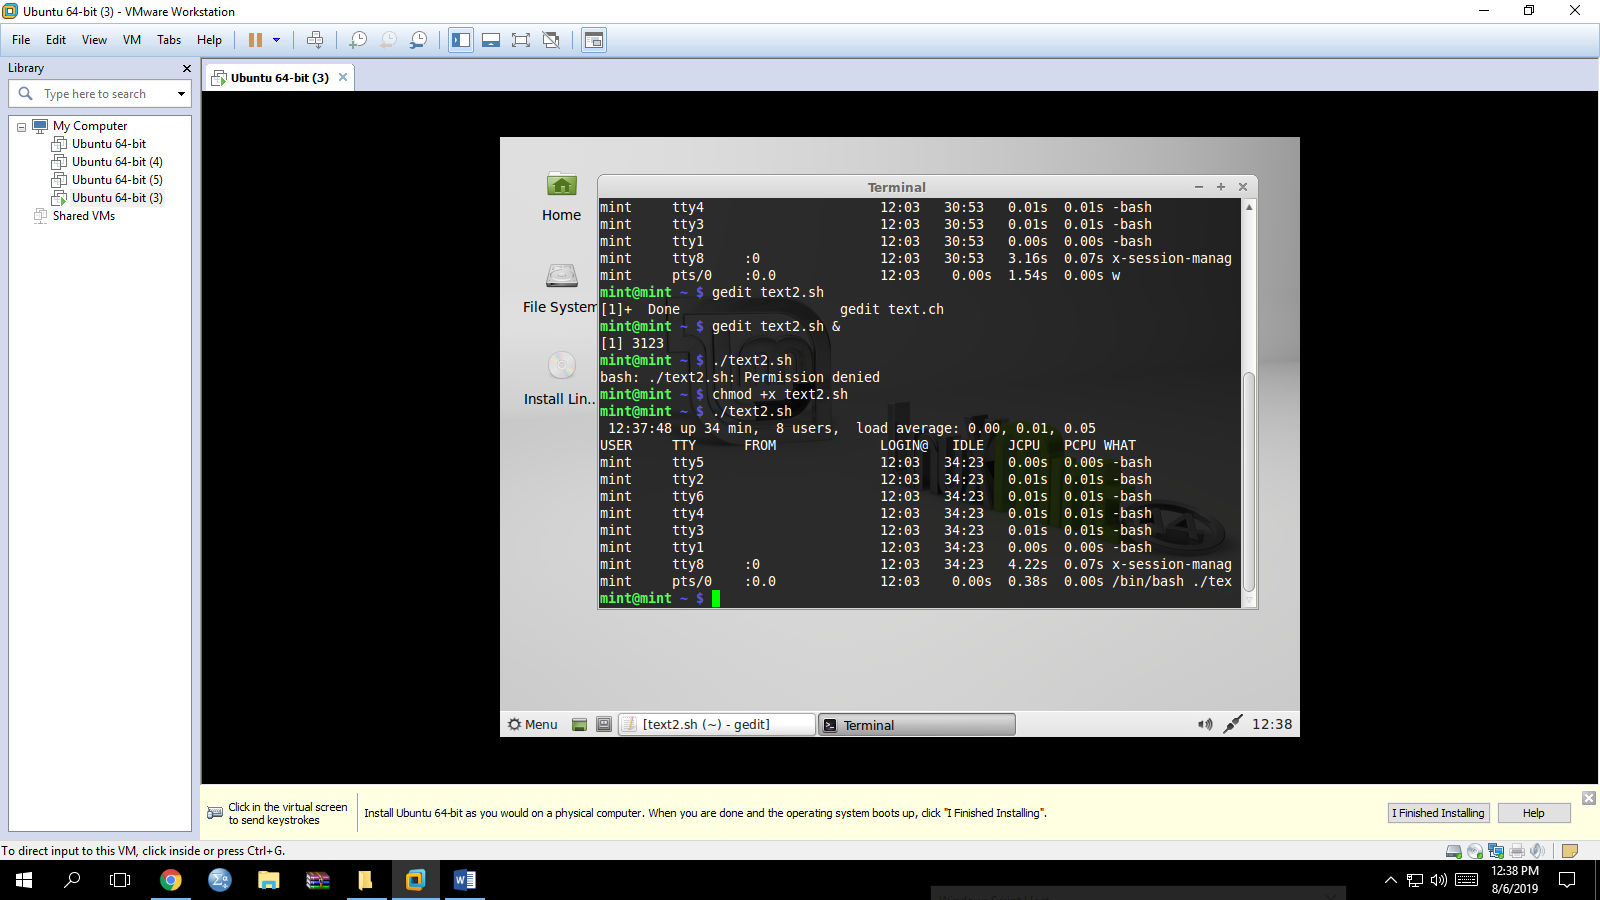 Ubuntu 64-bit (3) - VMware Workstation
File Edit View VM Tabs Help
Library
Type here to search
My Computer
Ubuntu 64-bit
Ubuntu 64-bit (4)
Ubuntu 64-bit (5)
Ubuntu 64-bit (3)
Shared VMs
Ubuntu 64-bit (3)
Home
File System
Install Lin...
Terminal
mint tty4 12:03 30:53 0.01s 0.01s -bash
mint tty3 12:03 30:53 0.01s 0.01s -bash
mint tty1 12:03 30:53 0.00s 0.00s -bash
mint tty8 :0 12:03 30:53 3.16s 0.07s x-session-manag
mint pts/0 :0.0 12:03 0.00s 1.54s 0.00s w
mint@mint ~ $ gedit text2.sh
[1]+ Done gedit text.ch
mint@mint ~ $ gedit text2.sh &
[1] 3123
mint@mint ~ $ ./text2.sh
bash: ./text2.sh: Permission denied
mint@mint ~ $ chmod +x text2.sh
mint@mint ~ $ ./text2.sh
12:37:48 up 34 min, 8 users, load average: 0.00, 0.01, 0.05
USER TTY FROM LOGIN@ IDLE JCPU PCPU WHAT
mint tty5 12:03 34:23 0.00s 0.00s -bash
mint tty2 12:03 34:23 0.00s 0.00s -bash
mint tty6 12:03 34:23 0.00s 0.00s -bash
mint tty4 12:03 34:23 0.01s 0.01s -bash
mint tty3 12:03 34:23 0.01s 0.01s -bash
mint tty1 12:03 34:23 0.00s 0.00s -bash
mint tty8 :0 12:03 34:23 4.22s 0.07s x-session-manag
mint pts/0 :0.0 12:03 0.00s 0.38s 0.00s /bin/bash ./tex
mint@mint ~ $
Menu [text2.sh (~) - gedit] Terminal 12:38
Click in the virtual screen
to send keystrokes
Install Ubuntu 64-bit as you would on a physical computer. When you are done and the operating system boots up, click "I Finished Installing".
I Finished Installing Help
To direct input to this VM, click inside or press Ctrl+G.
12:38 PM
8/6/2019